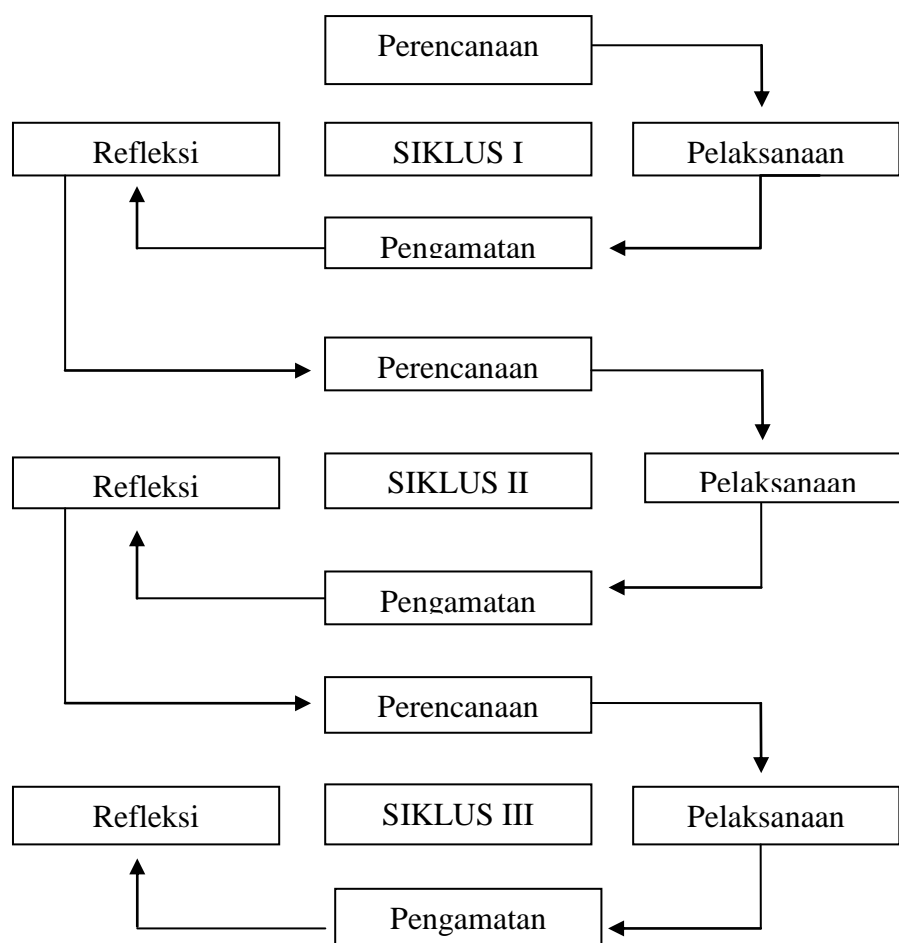 Perencanaan
Refleksi
SIKLUS I
Pelaksanaan
Pengamatan
Perencanaan
Refleksi
SIKLUS II
Pelaksanaan
Pengamatan
Perencanaan
Refleksi
SIKLUS III
Pelaksanaan
Pengamatan